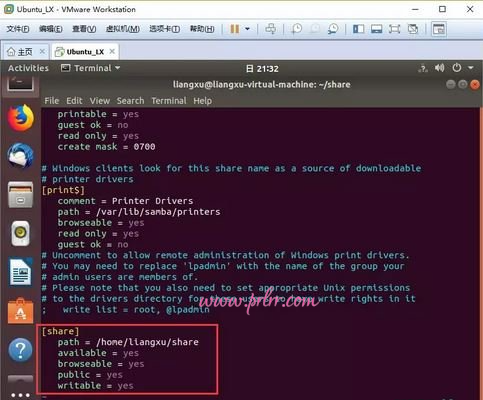 Ubuntu_LX - VMware Workstation
文件(F) 编辑(E) 查看(V) 虚拟机(M) 选项卡(T) 帮助(H)
主页 Ubuntu_LX
Activities Terminal 日 21:32
liangxu@liangxu-virtual-machine: ~/share
File Edit View Search Terminal Help
printable = yes
guest ok = no
read only = yes
create mask = 0700
# Windows clients look for this share name as a source of downloadable
# printer drivers
[print$]
comment = Printer Drivers
path = /var/lib/samba/printers
browseable = yes
read only = yes
guest ok = no
# Uncomment to allow remote administration of Windows print drivers.
# You may need to replace 'lpadmin' with the name of the group your
# admin users are members of.
# Please note that you also need to set appropriate Unix permissions
# to the drivers directory for these users to have write rights in it
; write list = root, @lpadmin
www.prlrr.com
[share]
path = /home/liangxu/share
available = yes
browseable = yes
public = yes
writable = yes